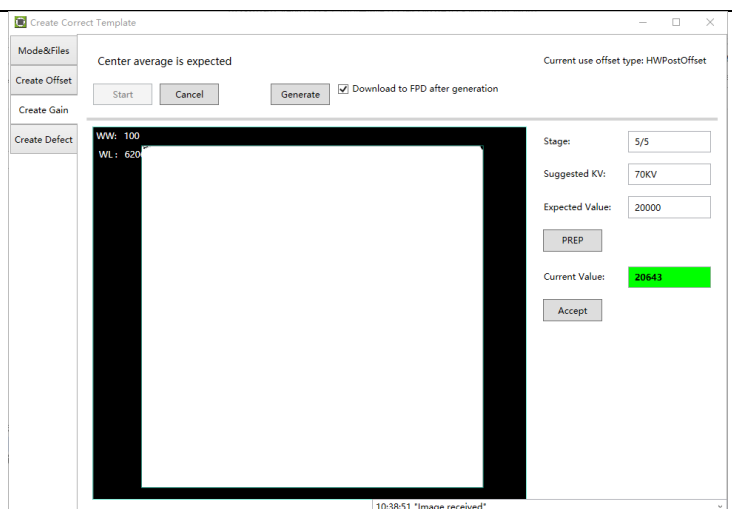 Create Correct Template
Mode&Files
Create Offset
Create Gain
Create Defect
Center average is expected
Current use offset type: HWPostOffset
Start
Cancel
Generate
Download to FPD after generation
WW: 100
WL: 620
Stage:
5/5
Suggested KV:
70KV
Expected Value:
20000
PREP
Current Value:
20643
Accept
10:38:51 "Image received"